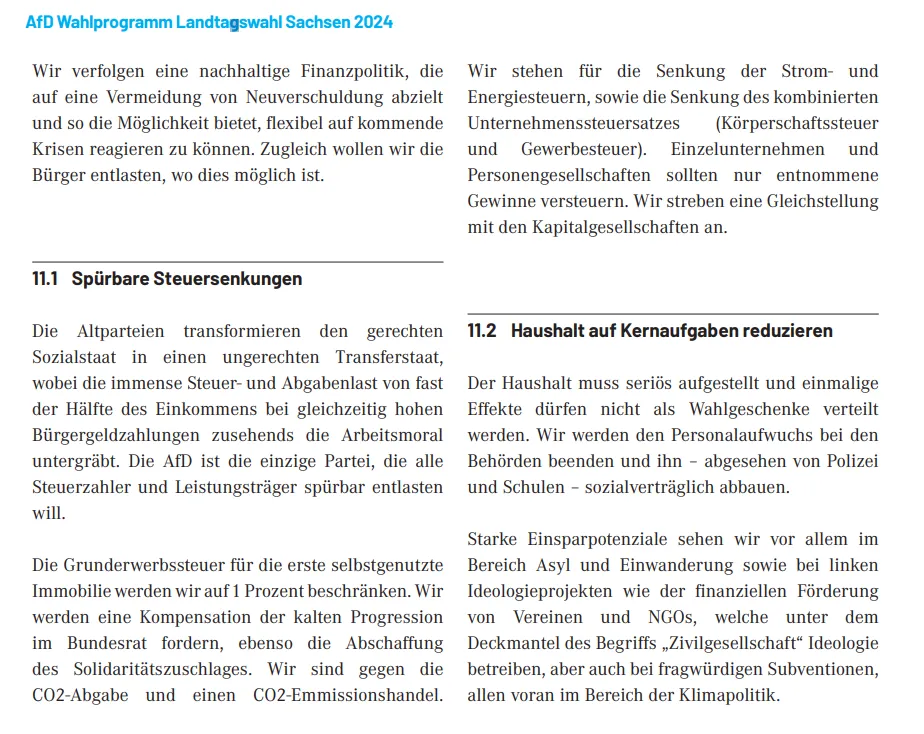 AfD Wahlprogramm Landtagswahl Sachsen 2024
Wir verfolgen eine nachhaltige Finanzpolitik, die
auf eine Vermeidung von Neuverschuldung abzielt
und so die Möglichkeit bietet, flexibel auf kommende
Krisen reagieren zu können. Zugleich wollen wir die
Bürger entlasten, wo dies möglich ist.
11.1 Spürbare Steuersenkungen
Die Altparteien transformieren den gerechten
Sozialstaat in einen ungerechten Transferstaat,
wobei die immense Steuer- und Abgabenlast von fast
der Hälfte des Einkommens bei gleichzeitig hohen
Bürgergeldzahlungen zusehends die Arbeitsmoral
untergräbt. Die AfD ist die einzige Partei, die alle
Steuerzahler und Leistungsträger spürbar entlasten
will.
Die Grunderwerbssteuer für die erste selbstgenutzte
Immobilie werden wir auf 1 Prozent beschränken. Wir
werden eine Kompensation der kalten Progression
im Bundesrat fordern, ebenso die Abschaffung
des Solidaritätszuschlages. Wir sind gegen die
CO2-Abgabe und einen CO2-Emmissionshandel.
Wir stehen für die Senkung der Strom- und
Energiesteuern, sowie die Senkung des kombinierten
Unternehmenssteuersatzes (Körperschaftssteuer
und Gewerbesteuer). Einzelunternehmen und
Personengesellschaften sollten nur entnommene
Gewinne versteuern. Wir streben eine Gleichstellung
mit den Kapitalgesellschaften an.
11.2 Haushalt auf Kernaufgaben reduzieren
Der Haushalt muss seriös aufgestellt und einmalige
Effekte dürfen nicht als Wahlgeschenke verteilt
werden. Wir werden den Personalaufwuchs bei den
Behörden beenden und ihn – abgesehen von Polizei
und Schulen – sozialverträglich abbauen.
Starke Einsparpotenziale sehen wir vor allem im
Bereich Asyl und Einwanderung sowie bei linken
Ideologieprojekten wie der finanziellen Förderung
von Vereinen und NGOs, welche unter dem
Deckmantel des Begriffs „Zivilgesellschaft“ Ideologie
betreiben, aber auch bei fragwürdigen Subventionen,
allen voran im Bereich der Klimapolitik.